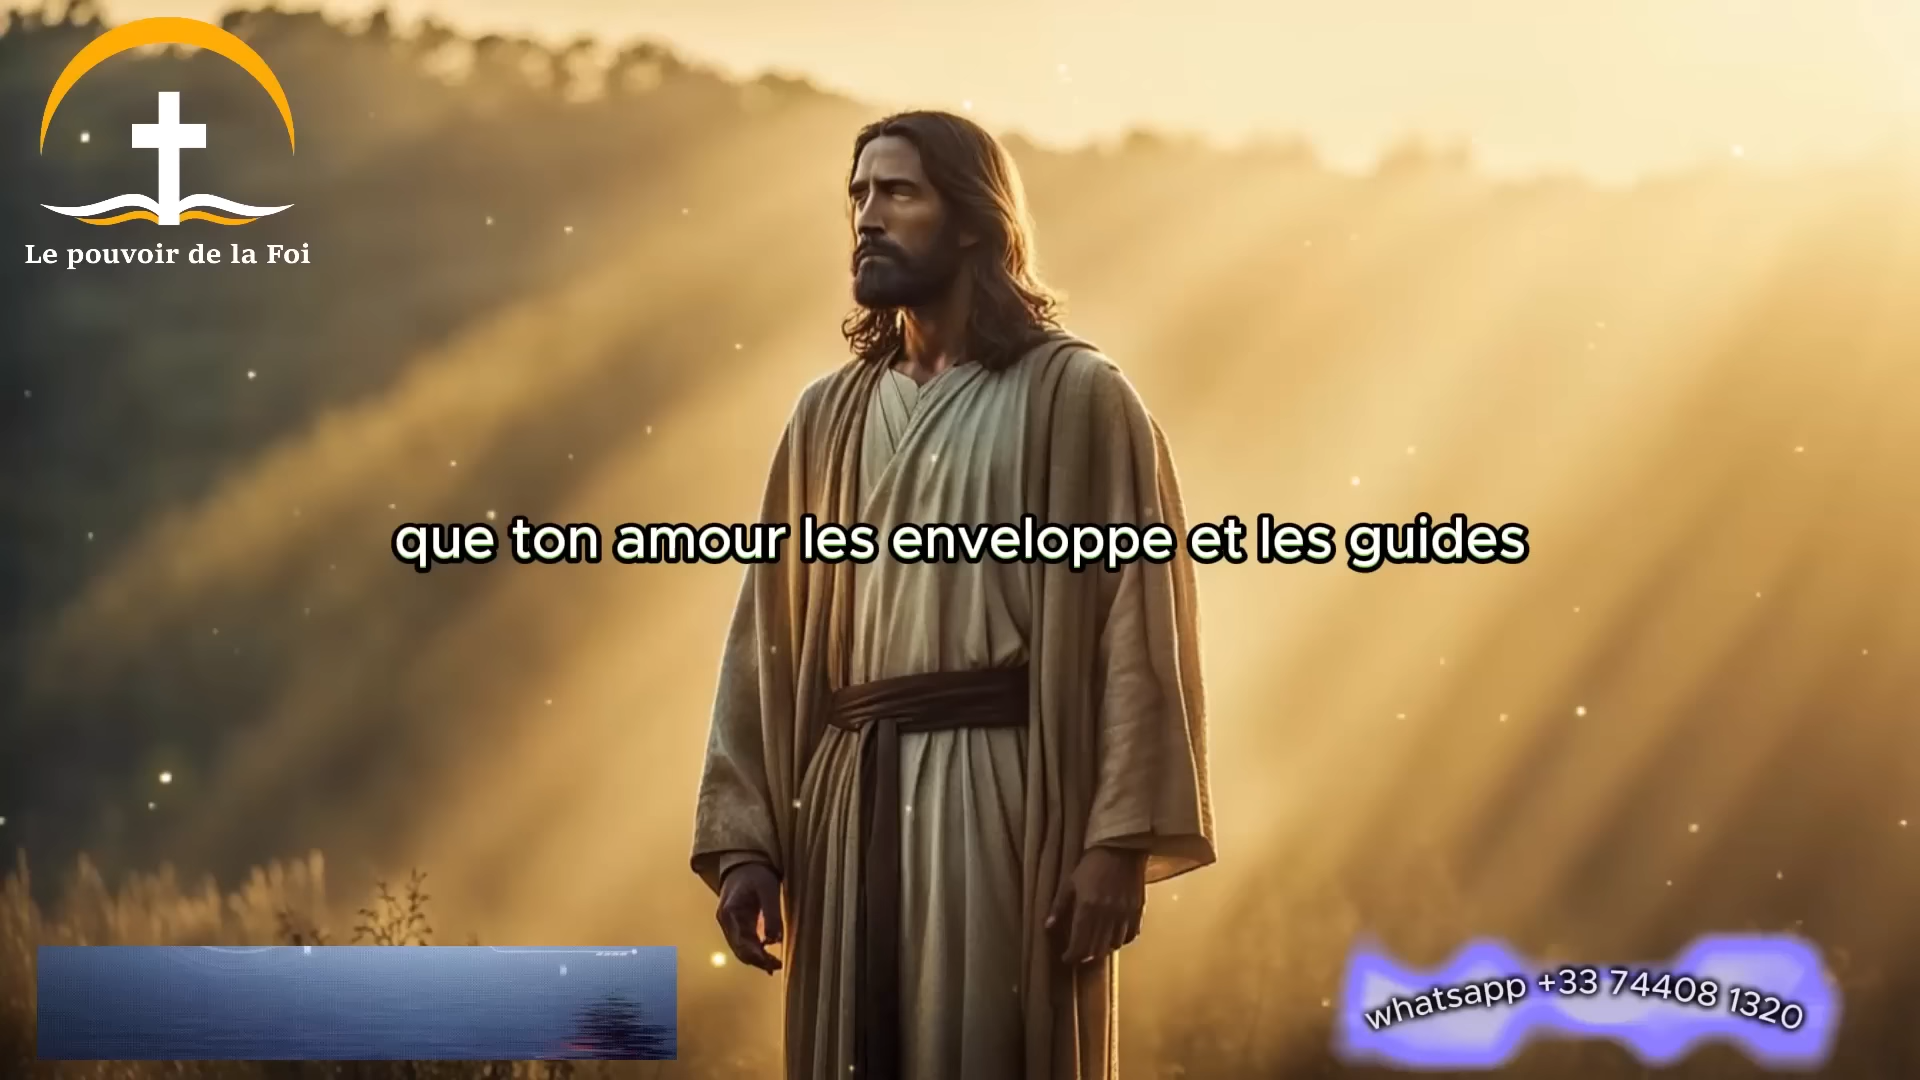 Le pouvoir de la Foi
que ton amour les enveloppe et les guides
whatsapp +33 74408 1320